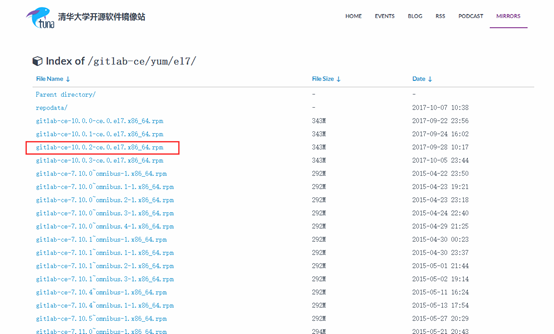 tuna 清华大学开源软件镜像站 HOME EVENTS BLOG RSS PODCAST MIRRORS
Index of /gitlab-ce/yum/el7/
File Name ↓ File Size ↓ Date ↓
Parent directory/ - -
repodata/ - 2017-10-07 10:38
gitlab-ce-10.0.0-ce.0.el7.x86_64.rpm 343M 2017-09-22 23:56
gitlab-ce-10.0.1-ce.0.el7.x86_64.rpm 343M 2017-09-24 16:02
gitlab-ce-10.0.2-ce.0.el7.x86_64.rpm 343M 2017-09-28 10:17
gitlab-ce-10.0.3-ce.0.el7.x86_64.rpm 343M 2017-10-05 23:44
gitlab-ce-7.10.0~omnibus-1.x86_64.rpm 292M 2015-04-22 23:50
gitlab-ce-7.10.0~omnibus.1-1.x86_64.rpm 292M 2015-04-23 19:21
gitlab-ce-7.10.0~omnibus.2-1.x86_64.rpm 292M 2015-04-23 23:18
gitlab-ce-7.10.0~omnibus.3-1.x86_64.rpm 292M 2015-04-24 22:40
gitlab-ce-7.10.0~omnibus.4-1.x86_64.rpm 292M 2015-04-29 21:25
gitlab-ce-7.10.1~omnibus-1.x86_64.rpm 292M 2015-04-30 00:23
gitlab-ce-7.10.1~omnibus.1-1.x86_64.rpm 292M 2015-04-30 23:37
gitlab-ce-7.10.1~omnibus.2-1.x86_64.rpm 292M 2015-05-01 21:44
gitlab-ce-7.10.2~omnibus-1.x86_64.rpm 292M 2015-05-02 18:13
gitlab-ce-7.10.4~omnibus-1.x86_64.rpm 292M 2015-05-11 16:24
gitlab-ce-7.10.4~omnibus.1-1.x86_64.rpm 292M 2015-05-13 17:54
gitlab-ce-7.10.5~omnibus-1.x86_64.rpm 292M 2015-05-27 20:29
gitlab-ce-7.11.0~omnibus-1.x86_64.rpm 294M 2015-05-21 20:43